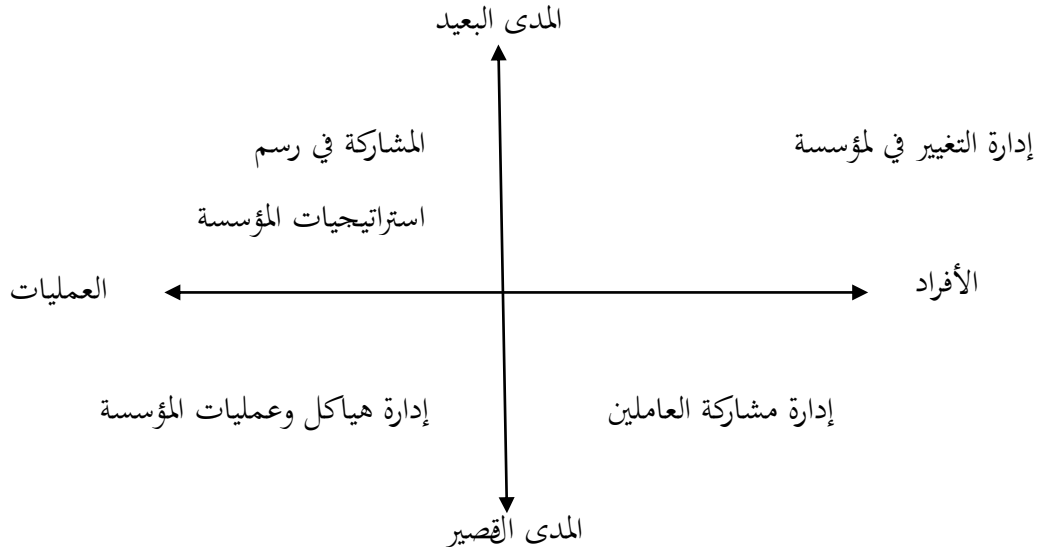 المدى البعيد
إدارة التغيير في لمؤسسة
المشاركة في رسم
استراتيجيات المؤسسة
الأفراد
العمليات
إدارة مشاركة العاملين
إدارة هياكل وعمليات المؤسسة
المدى القصير